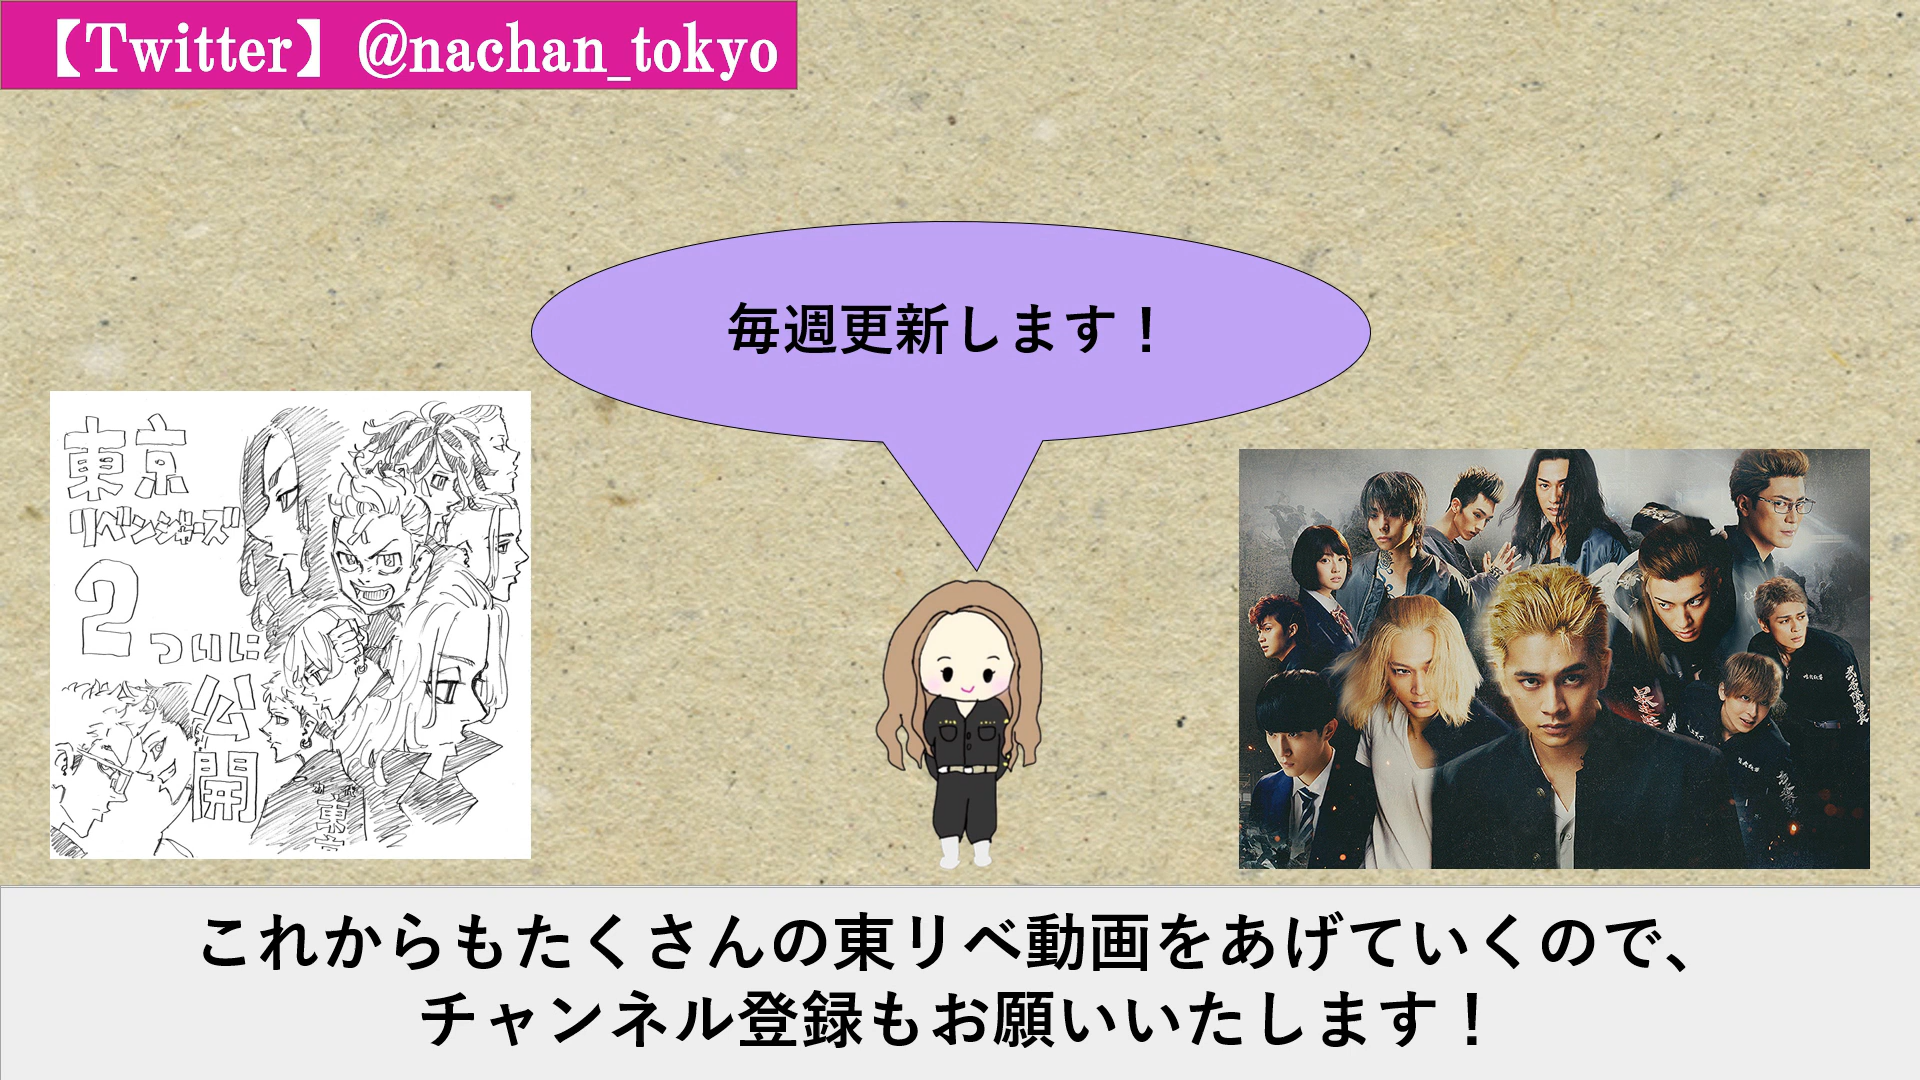 【Twitter】@nachan_tokyo
毎週更新します！
東京
リベンジャーズ
2 ついに
公開
これからもたくさんの東リベ動画をあげていくので、
チャンネル登録もお願いいたします！